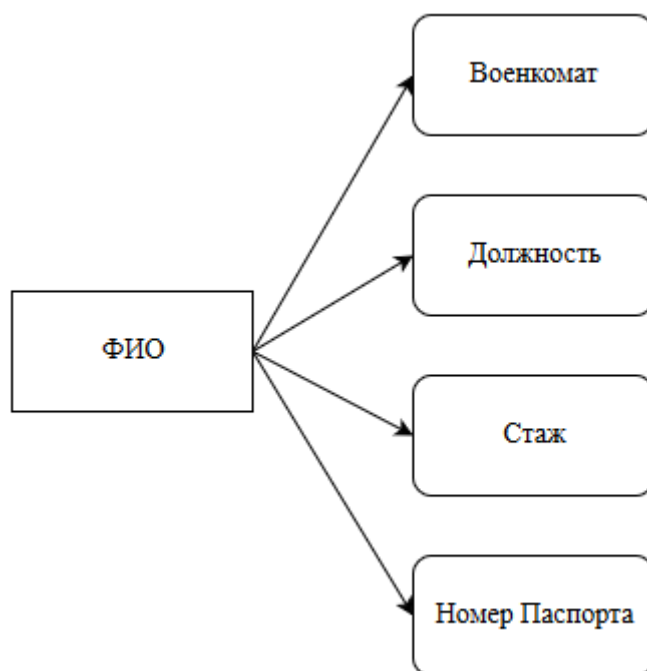 Военкомат
Должность
ФИО
Стаж
Номер Паспорта